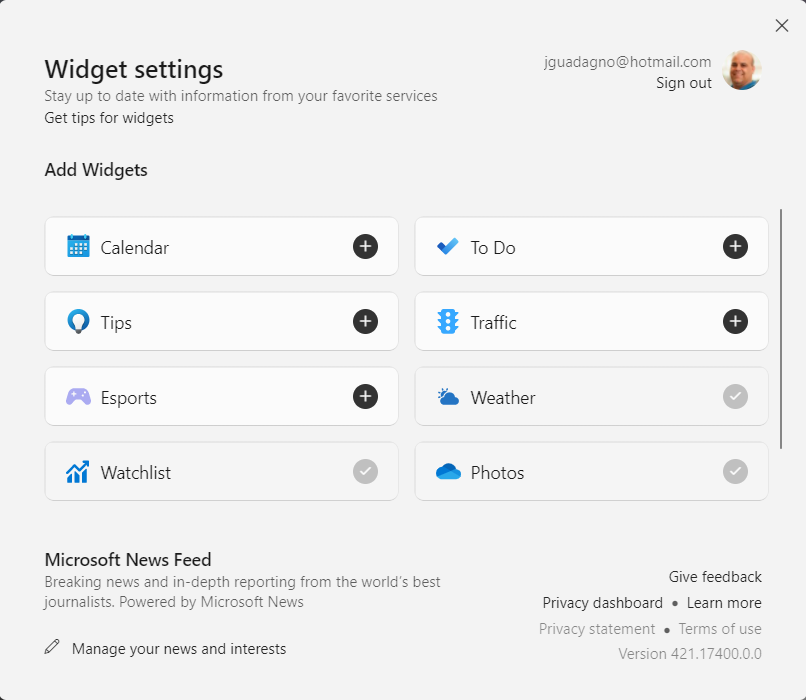 Widget settings
Stay up to date with information from your favorite services
Get tips for widgets
jguadagno@hotmail.com
Sign out
Add Widgets
Calendar
To Do
Tips
Traffic
Esports
Weather
Watchlist
Photos
Microsoft News Feed
Breaking news and in-depth reporting from the world's best
journalists. Powered by Microsoft News
Manage your news and interests
Give feedback
Privacy dashboard • Learn more
Privacy statement • Terms of use
Version 421.17400.0.0